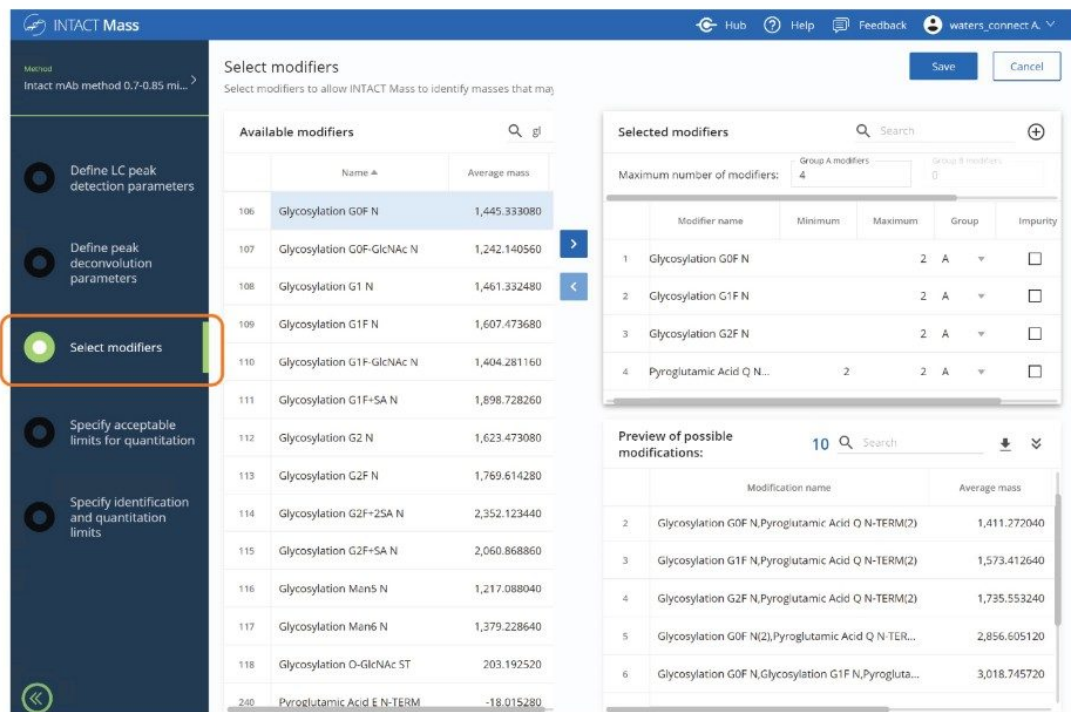 INTACT Mass
Hub
Help
Feedback
waters_connect A.
Method
Intact mAb method 0.7-0.85 mi...
Define LC peak
detection parameters
Define peak
deconvolution
parameters
Select modifiers
Specify acceptable
limits for quantitation
Specify identification
and quantitation
limits
Select modifiers
Select modifiers to allow INTACT Mass to identify masses that may
Save
Cancel
Available modifiers
gl
Name
Average mass
106 Glycosylation G0F N 1,445.333080
107 Glycosylation G0F-GlcNAc N 1,242.140560
108 Glycosylation G1 N 1,461.332480
109 Glycosylation G1F N 1,607.473680
110 Glycosylation G1F-GlcNAc N 1,404.281160
111 Glycosylation G1F+SA N 1,898.728260
112 Glycosylation G2 N 1,623.473080
113 Glycosylation G2F N 1,769.614280
114 Glycosylation G2F+2SA N 2,352.123440
115 Glycosylation G2F+SA N 2,060.868860
116 Glycosylation Man5 N 1,217.088040
117 Glycosylation Man6 N 1,379.228640
118 Glycosylation O-GlcNAc ST 203.192520
240 Pyroglutamic Acid E N-TERM -18.015280
Selected modifiers
Search
Maximum number of modifiers:
Group A modifiers
4
Group B modifiers
0
Modifier name Minimum Maximum Group Impurity
1 Glycosylation G0F N 2 A
2 Glycosylation G1F N 2 A
3 Glycosylation G2F N 2 A
4 Pyroglutamic Acid Q N... 2 2 A
Preview of possible
modifications:
10
Search
Modification name Average mass
2 Glycosylation G0F N,Pyroglutamic Acid Q N-TERM(2) 1,411.272040
3 Glycosylation G1F N,Pyroglutamic Acid Q N-TERM(2) 1,573.412640
4 Glycosylation G2F N,Pyroglutamic Acid Q N-TERM(2) 1,735.553240
5 Glycosylation G0F N(2),Pyroglutamic Acid Q N-TER... 2,856.605120
6 Glycosylation G0F N,Glycosylation G1F N,Pyrogluta... 3,018.745720